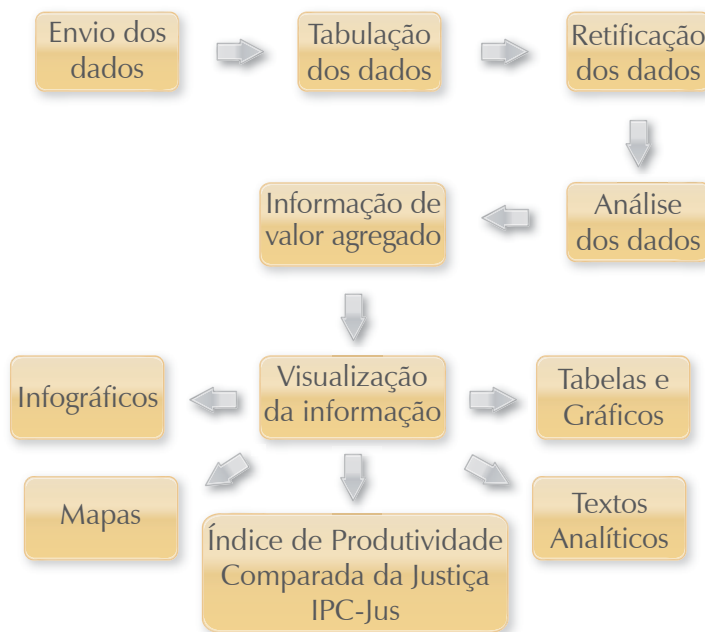 Envio dos
dados
Tabulação
dos dados
Retificação
dos dados
Informação de
valor agregado
Análise
dos dados
Infográficos
Visualização
da informação
Tabelas e
Gráficos
Mapas
Índice de Produtividade
Comparada da Justiça
IPC-Jus
Textos
Analíticos